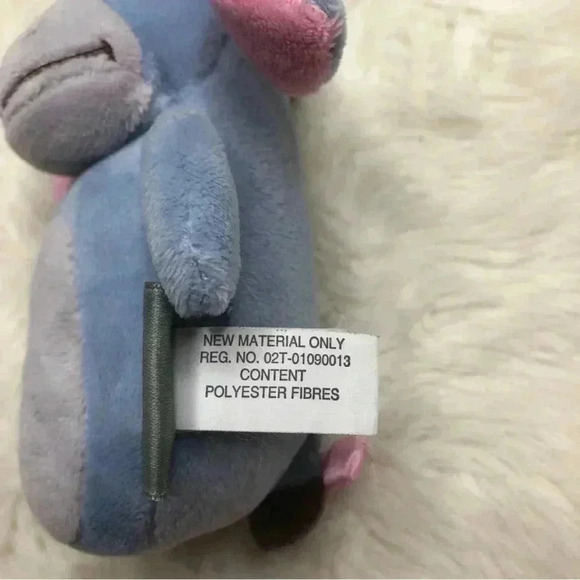 NEW MATERIAL ONLY
REG. NO. 02T-01090013
CONTENT
POLYESTER FIBRES